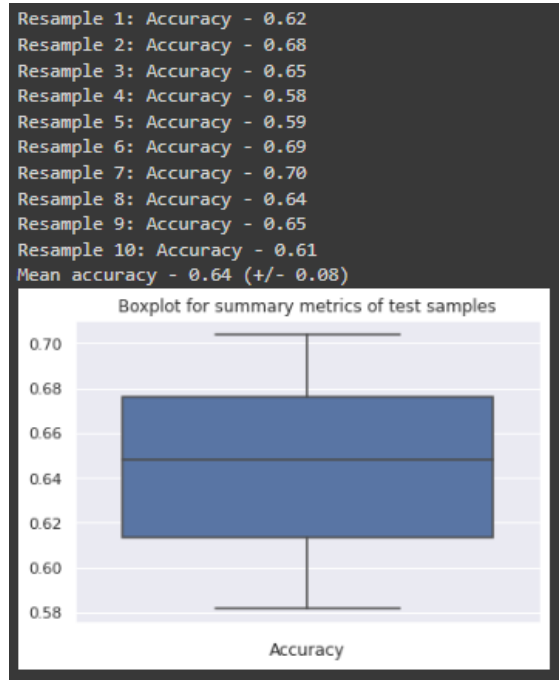 Resample 1: Accuracy - 0.62
Resample 2: Accuracy - 0.68
Resample 3: Accuracy - 0.65
Resample 4: Accuracy - 0.58
Resample 5: Accuracy - 0.59
Resample 6: Accuracy - 0.69
Resample 7: Accuracy - 0.70
Resample 8: Accuracy - 0.64
Resample 9: Accuracy - 0.65
Resample 10: Accuracy - 0.61
Mean accuracy - 0.64 (+/- 0.08)
Boxplot for summary metrics of test samples
0.70
0.68
0.66
0.64
0.62
0.60
0.58
Accuracy